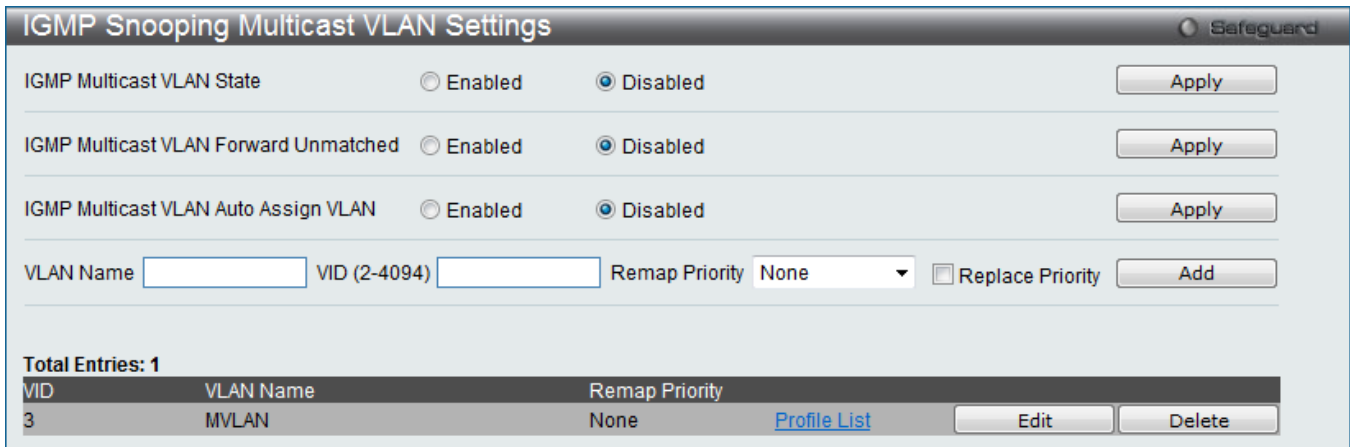 IGMP Snooping Multicast VLAN Settings Safeguard
IGMP Multicast VLAN State Enabled Disabled Apply
IGMP Multicast VLAN Forward Unmatched Enabled Disabled Apply
IGMP Multicast VLAN Auto Assign VLAN Enabled Disabled Apply
VLAN Name VID (2-4094) Remap Priority None Replace Priority Add
Total Entries: 1
VID VLAN Name Remap Priority
3 MVLAN None Profile List Edit Delete